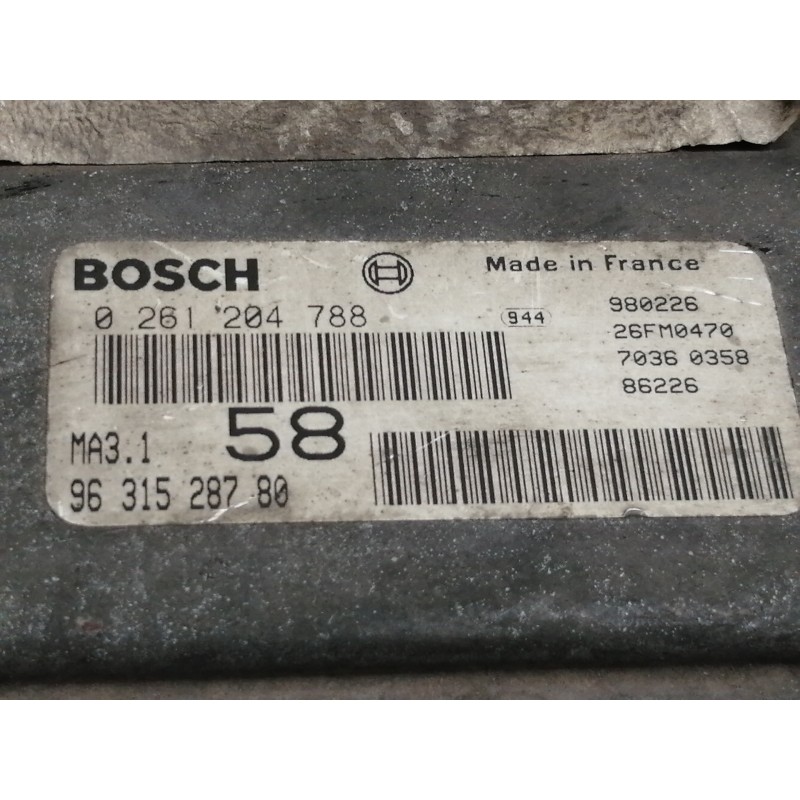 BOSCH
Made in France
0 261 204 788
944
980226
26FM0470
7036 0358
86226
MA3.1
58
96 315 287 80